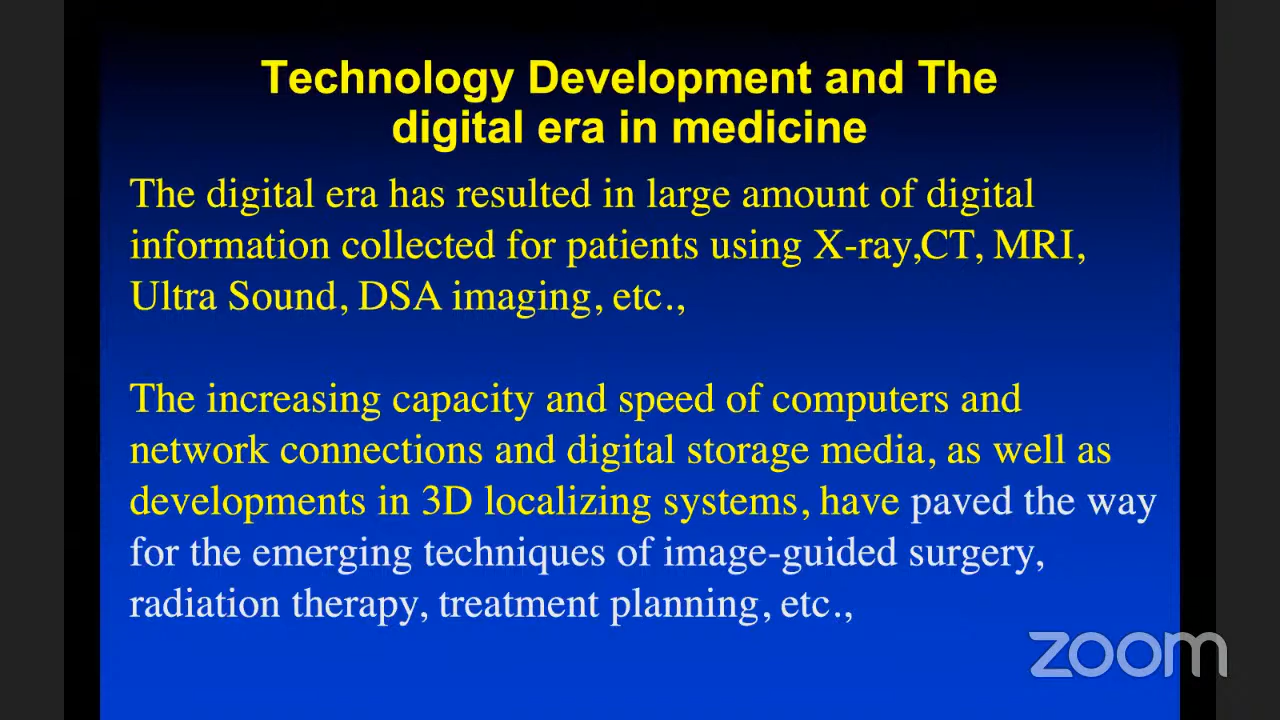 Technology Development and The
digital era in medicine
The digital era has resulted in large amount of digital
information collected for patients using X-ray,CT, MRI,
Ultra Sound, DSA imaging, etc.,
The increasing capacity and speed of computers and
network connections and digital storage media, as well as
developments in 3D localizing systems, have paved the way
for the emerging techniques of image-guided surgery,
radiation therapy, treatment planning, etc.,
zoom